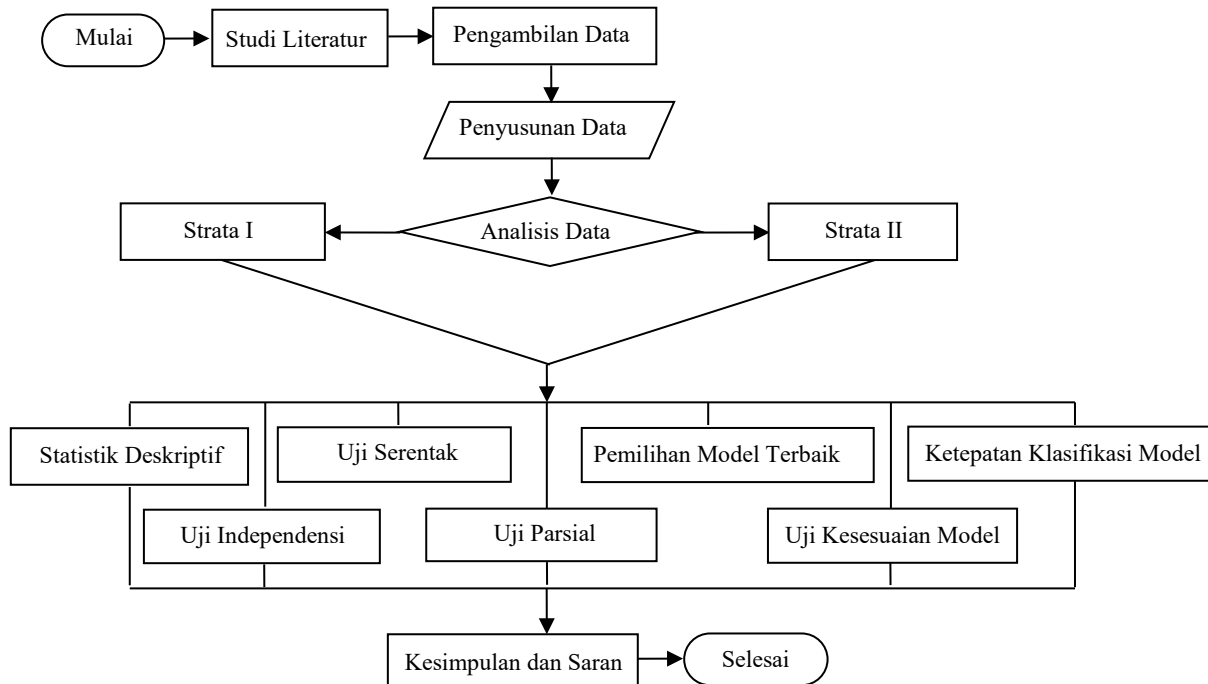 Mulai
Studi Literatur
Pengambilan Data
Penyusunan Data
Strata I
Analisis Data
Strata II
Statistik Deskriptif
Uji Serentak
Pemilihan Model Terbaik
Ketepatan Klasifikasi Model
Uji Independensi
Uji Parsial
Uji Kesesuaian Model
Kesimpulan dan Saran
Selesai